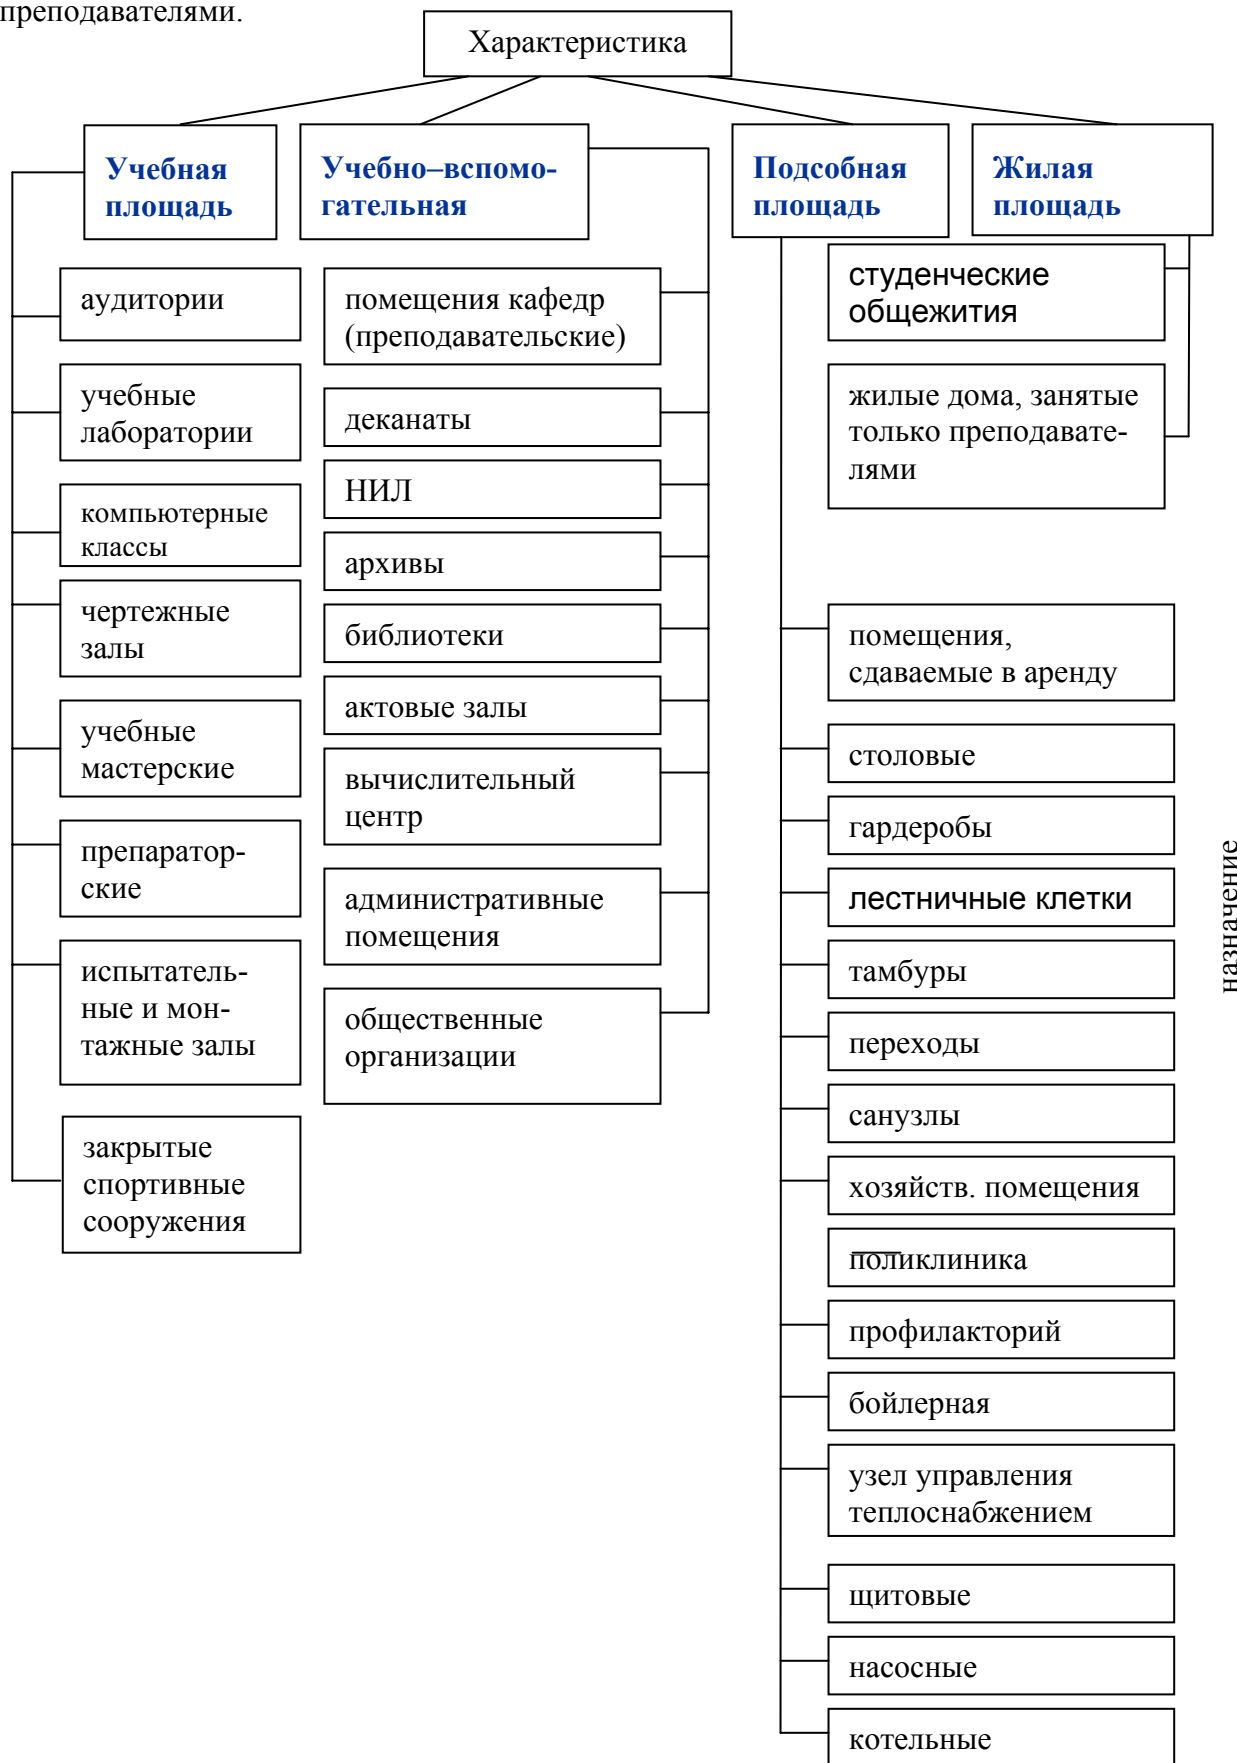 преподавателями.
Характеристика
Учебная
площадь
Учебно–вспомо-
гательная
Подсобная
площадь
Жилая
площадь
аудитории
учебные
лаборатории
компьютерные
классы
чертежные
залы
учебные
мастерские
препаратор-
ские
испытатель-
ные и мон-
тажные залы
закрытые
спортивные
сооружения
помещения кафедр
(преподавательские)
деканаты
НИЛ
архивы
библиотеки
актовые залы
вычислительный
центр
административные
помещения
общественные
организации
студенческие
общежития
жилые дома, занятые
только преподавате-
лями
помещения,
сдаваемые в аренду
столовые
гардеробы
лестничные клетки
тамбуры
переходы
санузлы
хозяйств. помещения
поликлиника
профилакторий
бойлерная
узел управления
теплоснабжением
щитовые
насосные
котельные
назначение